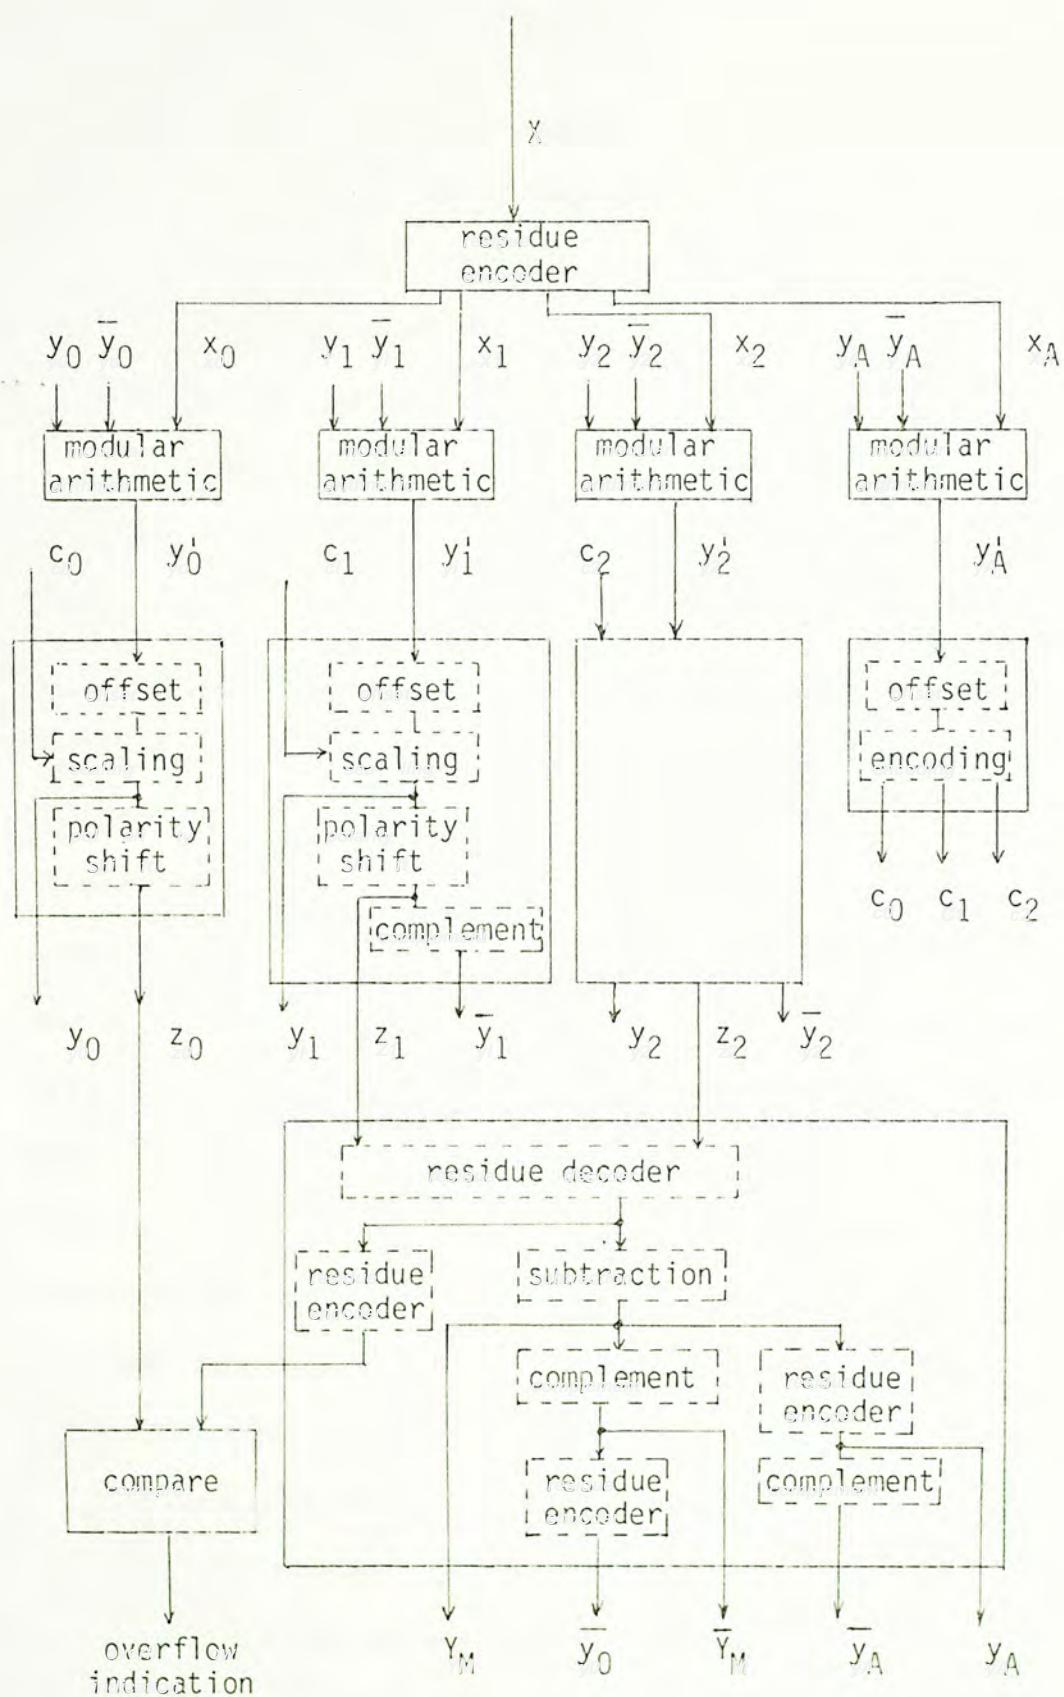 X
residue
encoder
y0 ȳ0 x0 y1 ȳ1 x1 y2 ȳ2 x2 yA ȳA xA
modular
arithmetic
modular
arithmetic
modular
arithmetic
modular
arithmetic
c0 y0' c1 y1' c2 y2' yA'
offset
scaling
polarity
shift
offset
scaling
polarity
shift
complement
offset
encoding
c0 c1 c2
y0 z0 y1 z1 ȳ1 y2 z2 ȳ2
residue decoder
residue
encoder
subtraction
complement
residue
encoder
residue
encoder
complement
compare
overflow
indication
YM ȳ0 ȲM ȳA yA